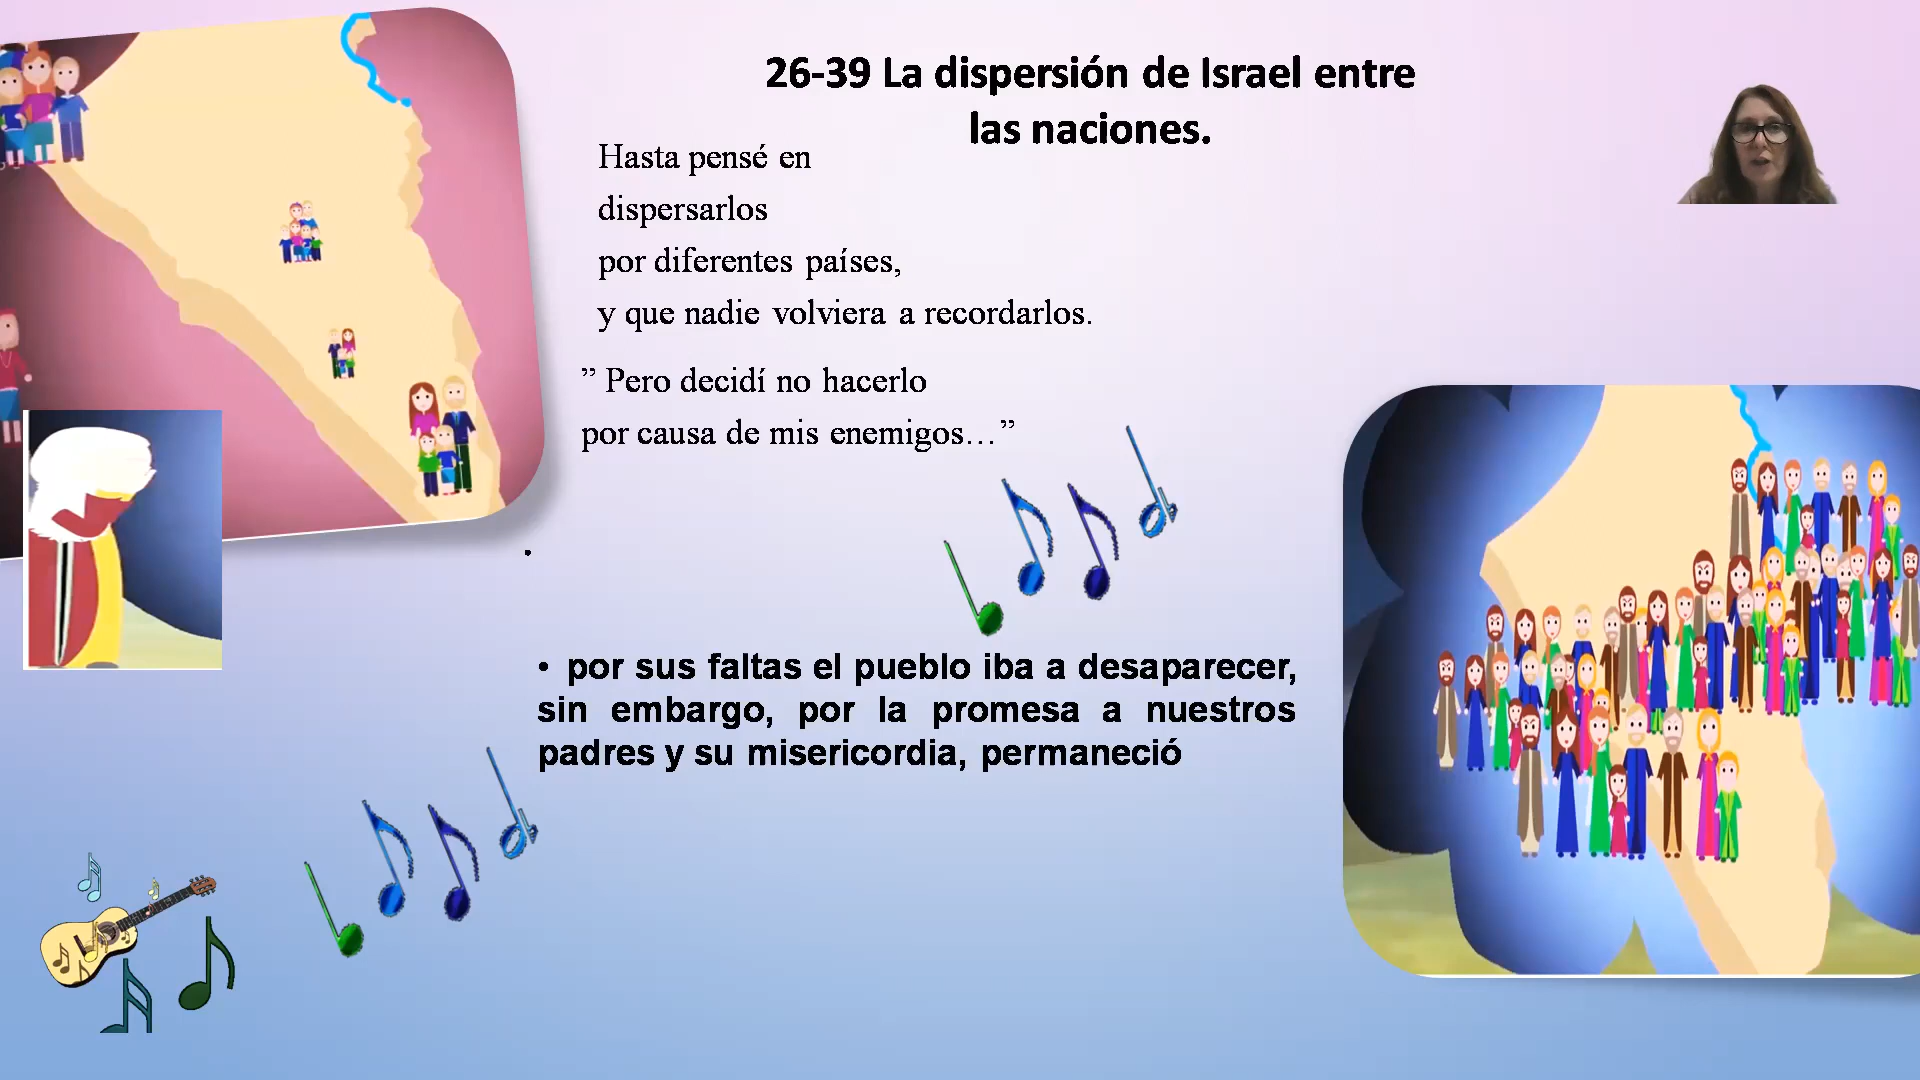 26-39 La dispersión de Israel entre
las naciones.
Hasta pensé en
dispersarlos
por diferentes países,
y que nadie volviera a recordarlos.
” Pero decidí no hacerlo
por causa de mis enemigos…”
.
• por sus faltas el pueblo iba a desaparecer,
sin embargo, por la promesa a nuestros
padres y su misericordia, permaneció